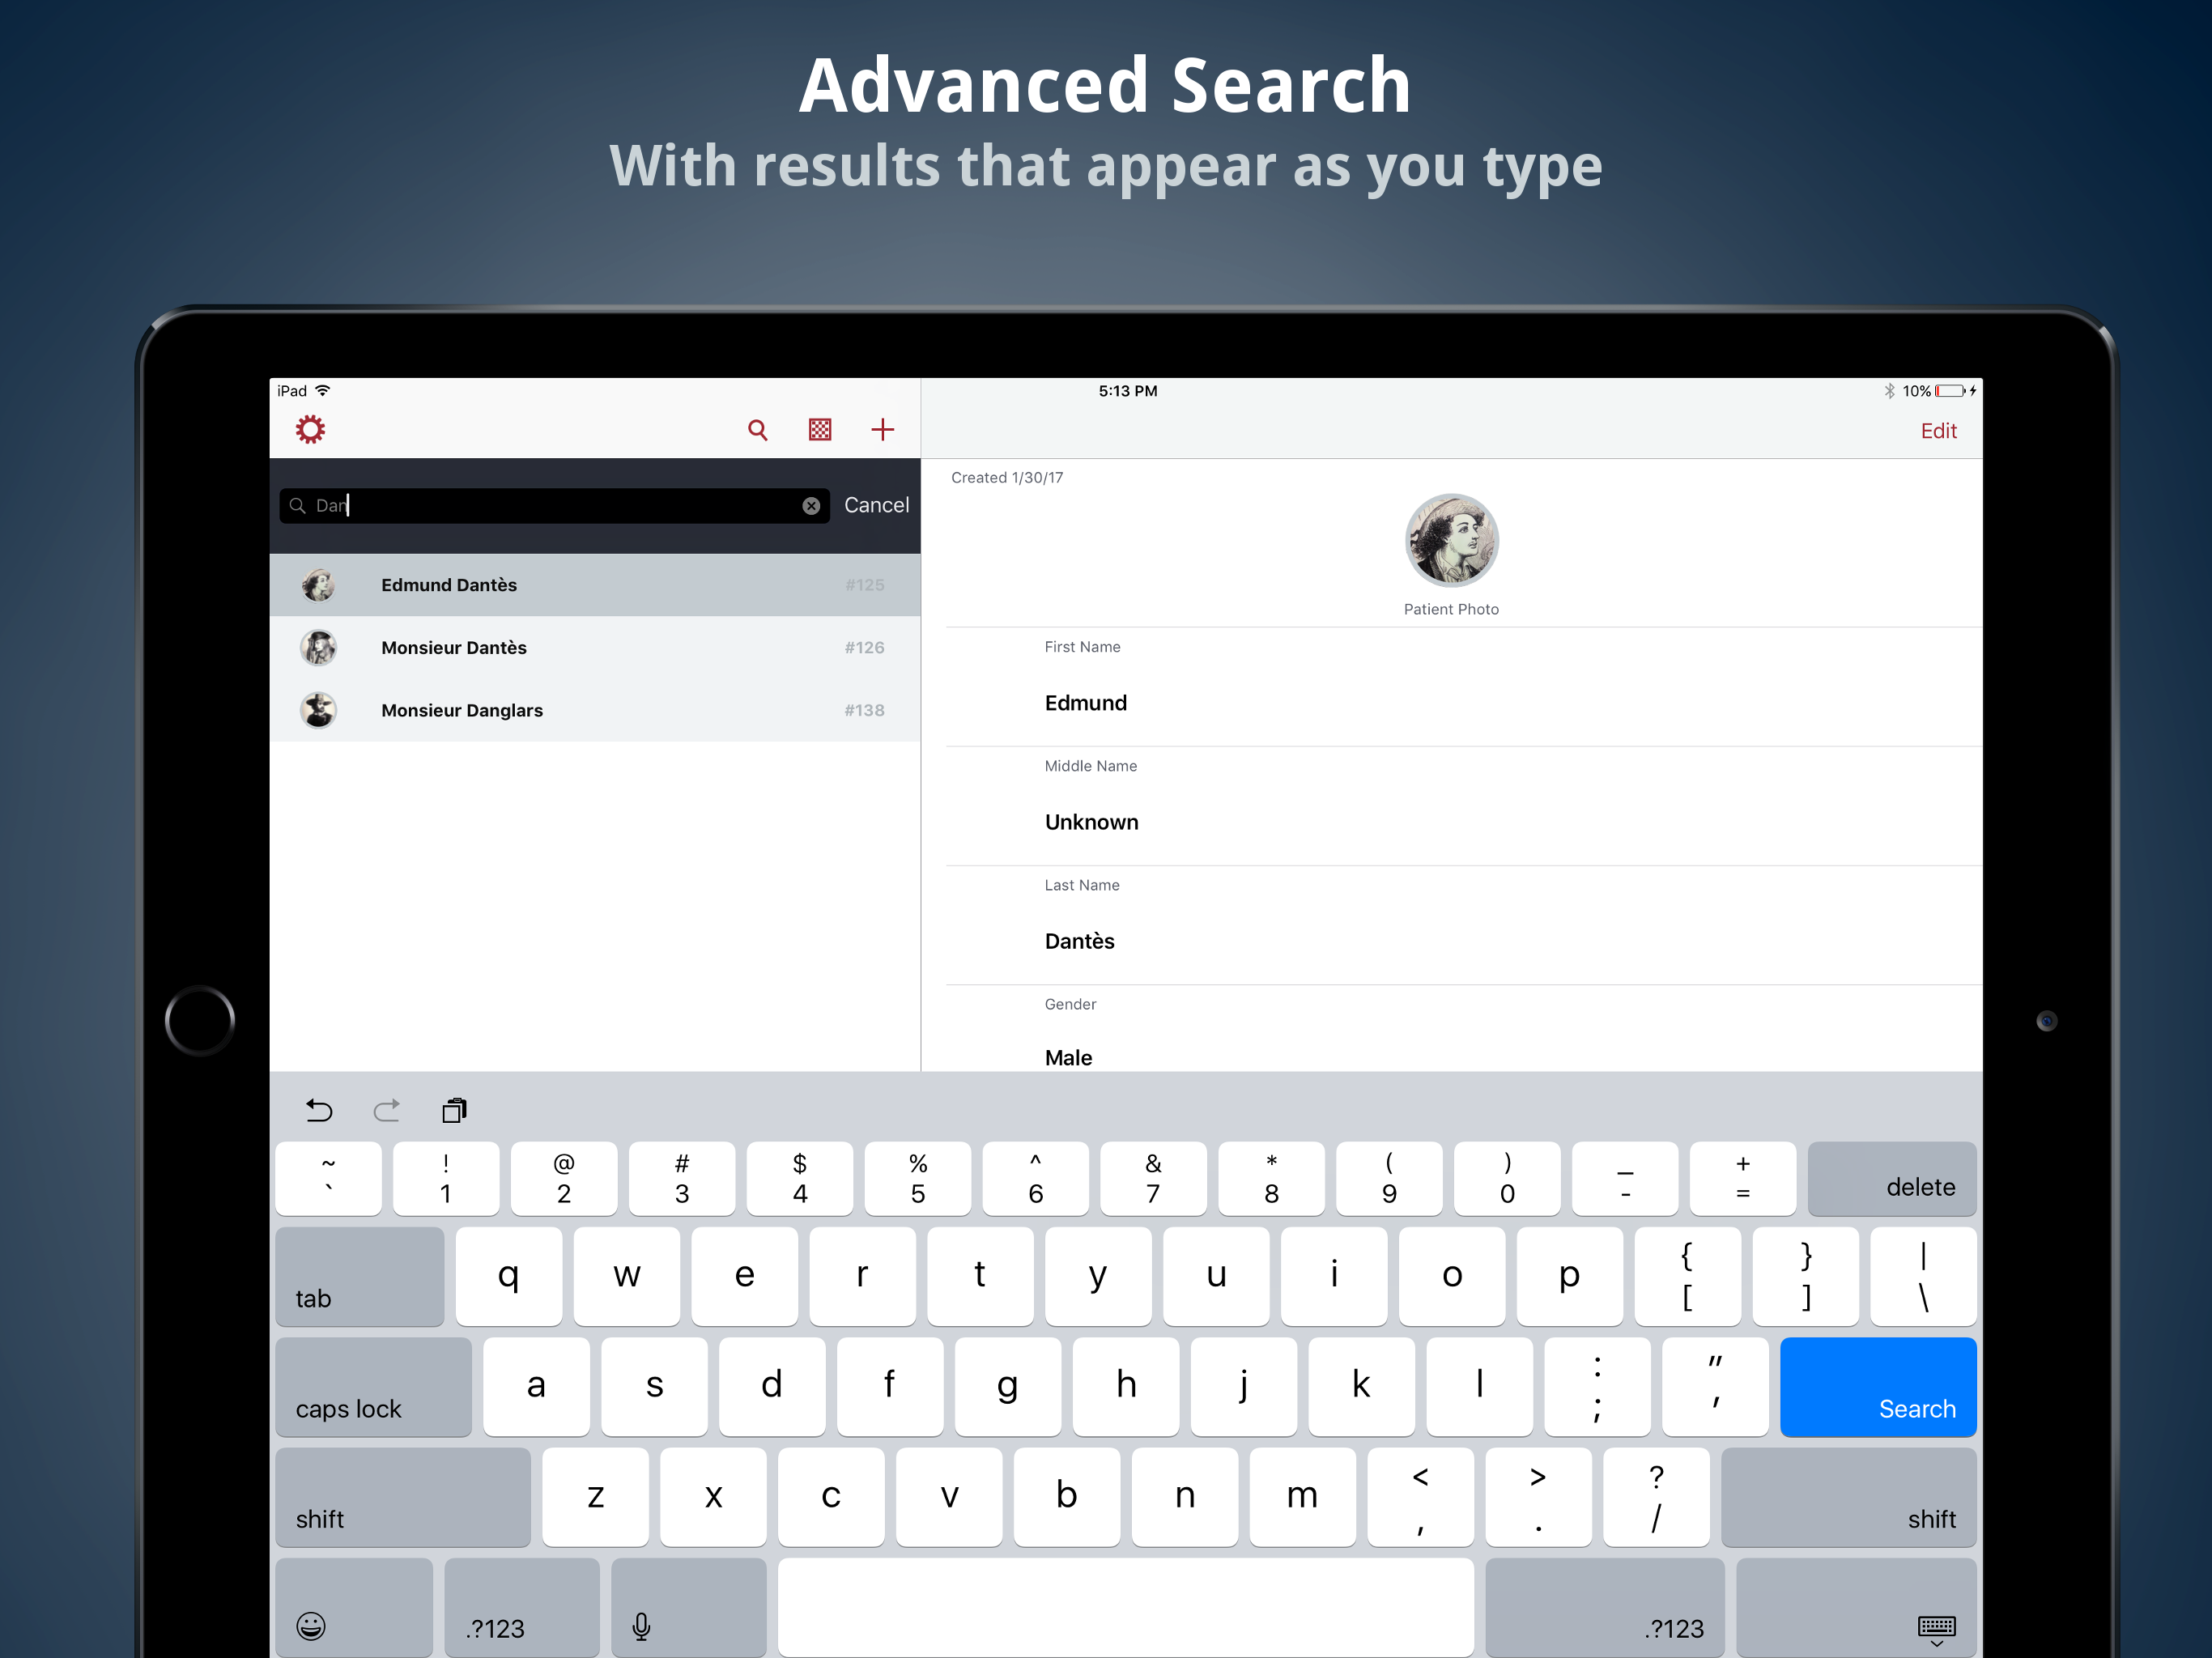 Advanced Search
With results that appear as you type
iPad
5:13 PM
10%
Edit
Dan
Cancel
Edmund Dantès #125
Monsieur Dantès #126
Monsieur Danglars #138
Created 1/30/17
Patient Photo
First Name
Edmund
Middle Name
Unknown
Last Name
Dantès
Gender
Male
~ ! @ # $ % ^ & * ( ) _ +
` 1 2 3 4 5 6 7 8 9 0 - = delete
tab q w e r t y u i o p { [ } ] | \
caps lock a s d f g h j k l : ; " ' Search
shift z x c v b n m < , > . ? / shift
.?123 .?123